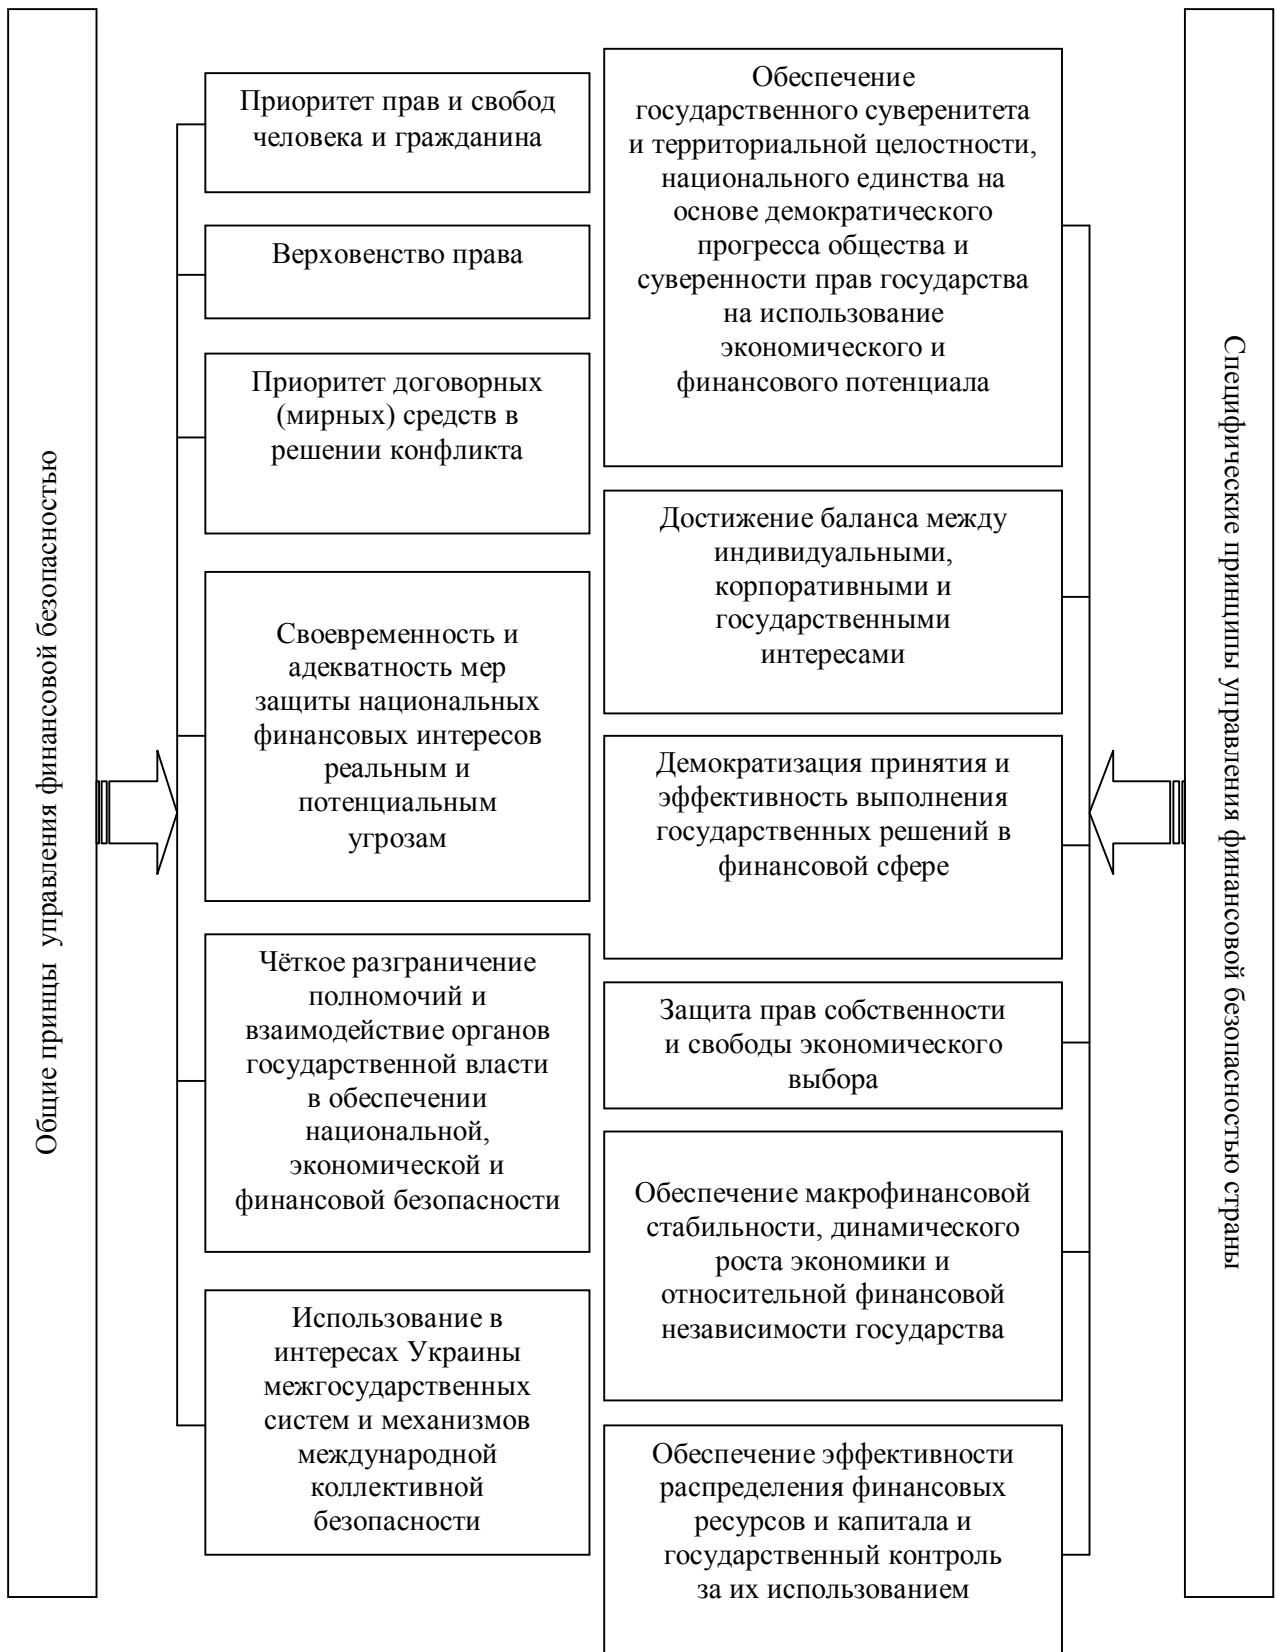 Общие принцы управления финансовой безопасностью
Приоритет прав и свобод
человека и гражданина
Верховенство права
Приоритет договорных
(мирных) средств в
решении конфликта
Своевременность и
адекватность мер
защиты национальных
финансовых интересов
реальным и
потенциальным
угрозам
Чёткое разграничение
полномочий и
взаимодействие органов
государственной власти
в обеспечении
национальной,
экономической и
финансовой безопасности
Использование в
интересах Украины
межгосударственных
систем и механизмов
международной
коллективной
безопасности
Обеспечение
государственного суверенитета
и территориальной целостности,
национального единства на
основе демократического
прогресса общества и
суверенности прав государства
на использование
экономического и
финансового потенциала
Достижение баланса между
индивидуальными,
корпоративными и
государственными
интересами
Демократизация принятия и
эффективность выполнения
государственных решений в
финансовой сфере
Защита прав собственности
и свободы экономического
выбора
Обеспечение макрофинансовой
стабильности, динамического
роста экономики и
относительной финансовой
независимости государства
Обеспечение эффективности
распределения финансовых
ресурсов и капитала и
государственный контроль
за их использованием
Специфические принципы управления финансовой безопасностью страны